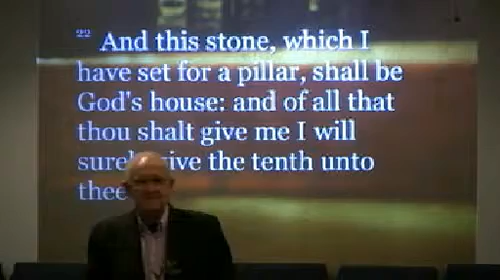 "22" And this stone, which I
have set for a pillar, shall be
God's house: and of all that
thou shalt give me I will
give the tenth unto
thee